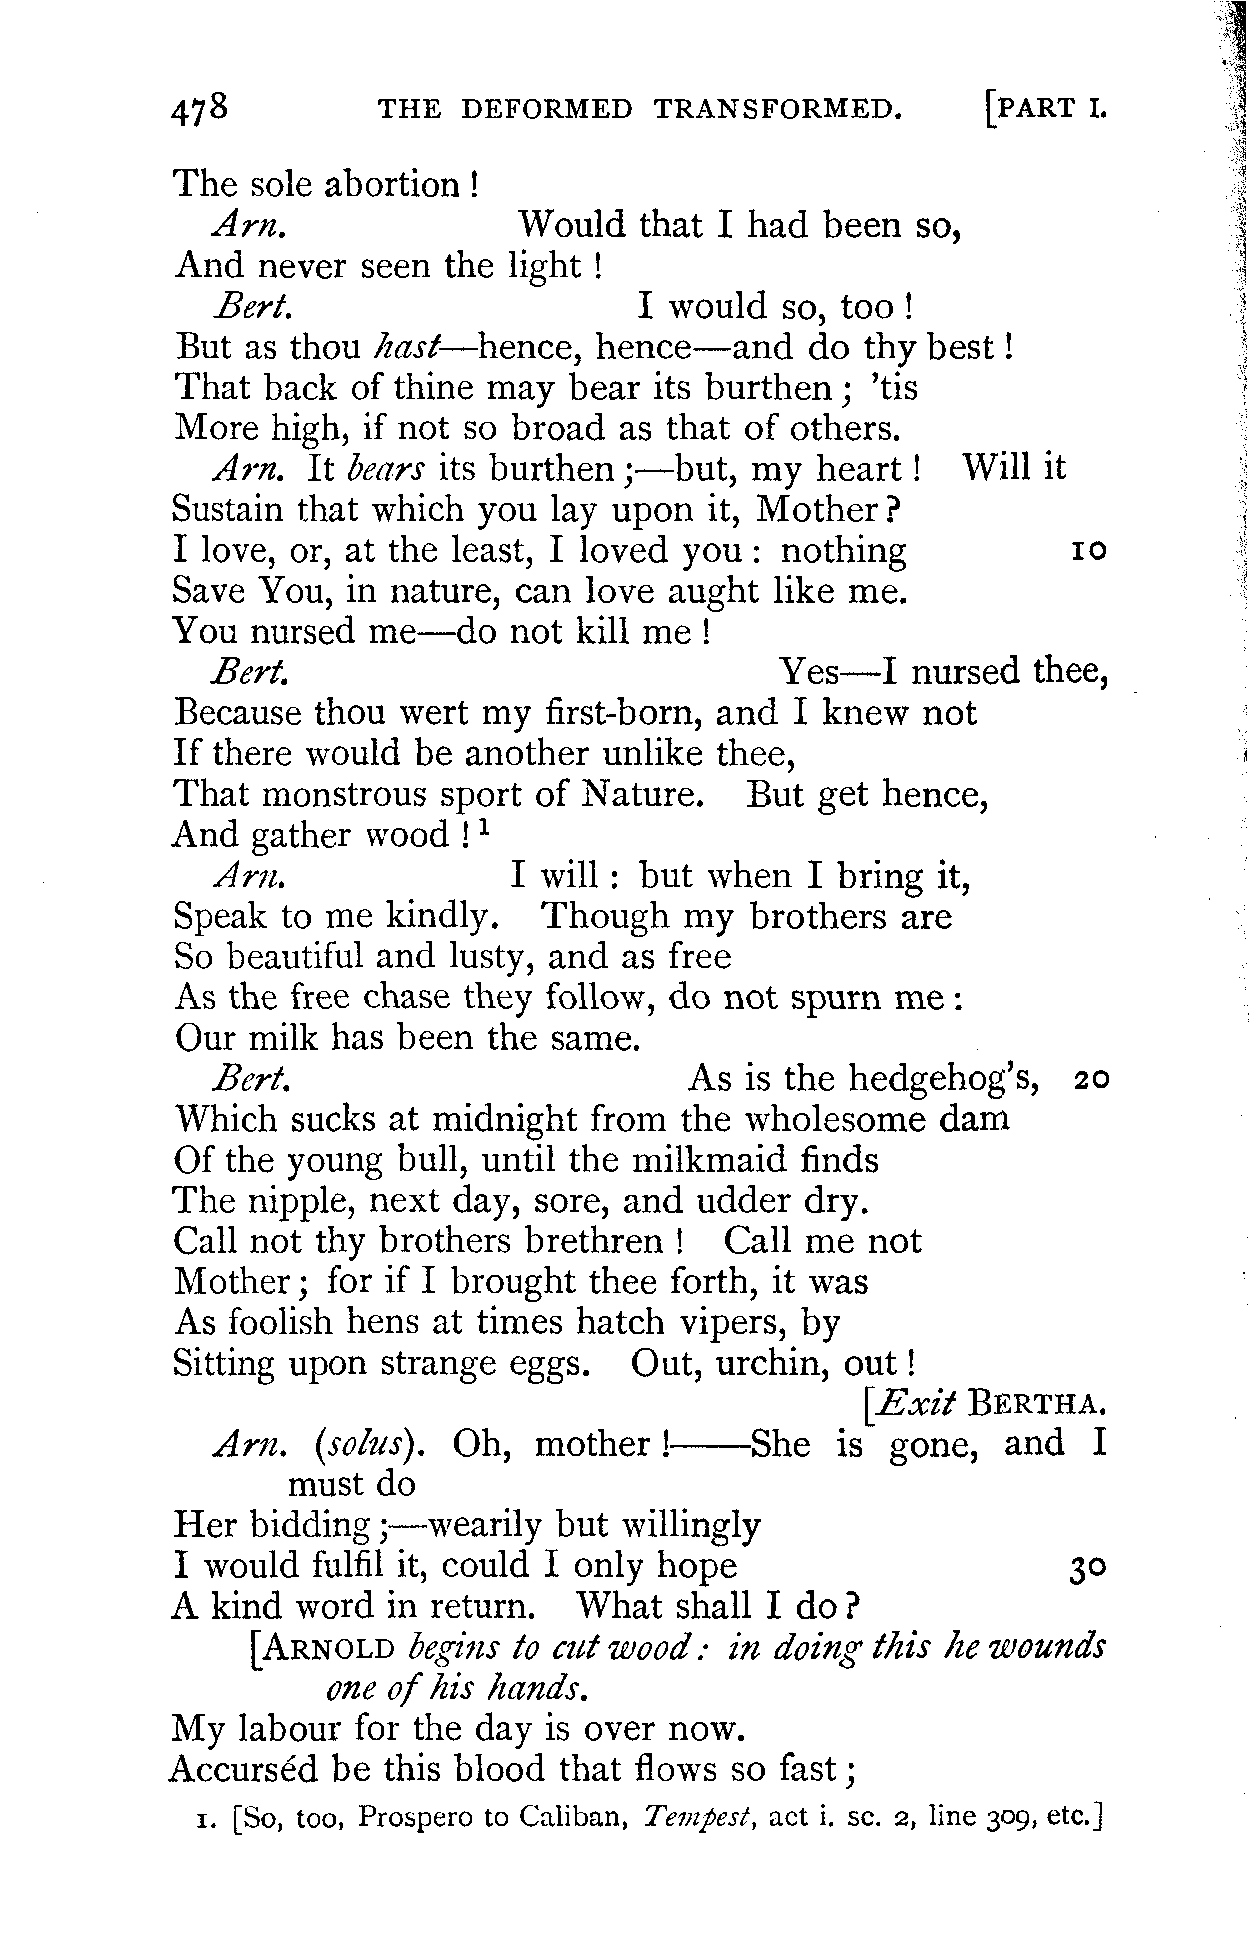 478 THE DEFORMED TRANSFORMED. [PART I.
The sole abortion !
Arn. Would that I had been so,
And never seen the light !
Bert. I would so, too !
But as thou hast—hence, hence—and do thy best !
That back of thine may bear its burthen ; 'tis
More high, if not so broad as that of others.
Arn. It bears its burthen ;—but, my heart ! Will it
Sustain that which you lay upon it, Mother ?
I love, or, at the least, I loved you : nothing 10
Save You, in nature, can love aught like me.
You nursed me—do not kill me !
Bert. Yes—I nursed thee,
Because thou wert my first-born, and I knew not
If there would be another unlike thee,
That monstrous sport of Nature. But get hence,
And gather wood ! 1
Arn. I will : but when I bring it,
Speak to me kindly. Though my brothers are
So beautiful and lusty, and as free
As the free chase they follow, do not spurn me :
Our milk has been the same.
Bert. As is the hedgehog's, 20
Which sucks at midnight from the wholesome dam
Of the young bull, until the milkmaid finds
The nipple, next day, sore, and udder dry.
Call not thy brothers brethren ! Call me not
Mother ; for if I brought thee forth, it was
As foolish hens at times hatch vipers, by
Sitting upon strange eggs. Out, urchin, out !
[Exit BERTHA.
Arn. (solus). Oh, mother !——She is gone, and I
must do
Her bidding ;—wearily but willingly
I would fulfil it, could I only hope 30
A kind word in return. What shall I do ?
[ARNOLD begins to cut wood : in doing this he wounds
one of his hands.
My labour for the day is over now.
Accurséd be this blood that flows so fast ;
1. [So, too, Prospero to Caliban, Tempest, act i. sc. 2, line 309, etc.]